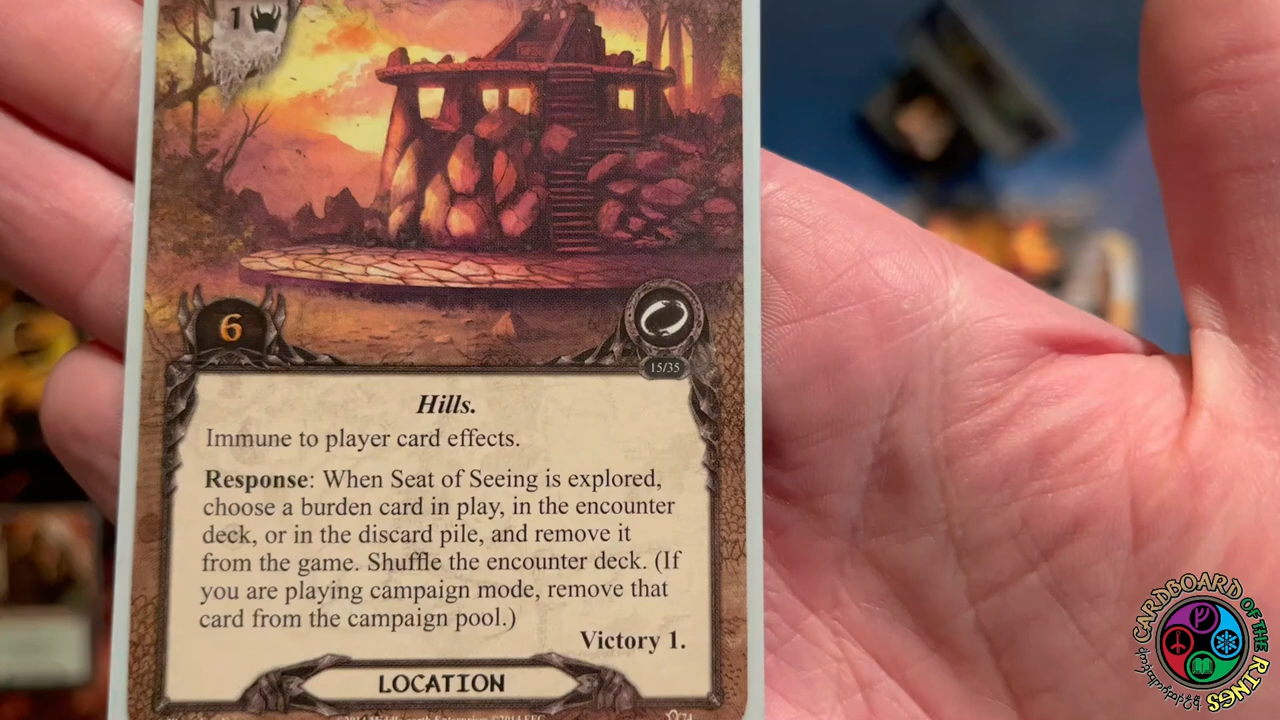 1
6
15/35
Hills.
Immune to player card effects.
Response: When Seat of Seeing is explored,
choose a burden card in play, in the encounter
deck, or in the discard pile, and remove it
from the game. Shuffle the encounter deck. (If
you are playing campaign mode, remove that
card from the campaign pool.)
Victory 1.
LOCATION
74
CARDBOARD OF THE RINGS